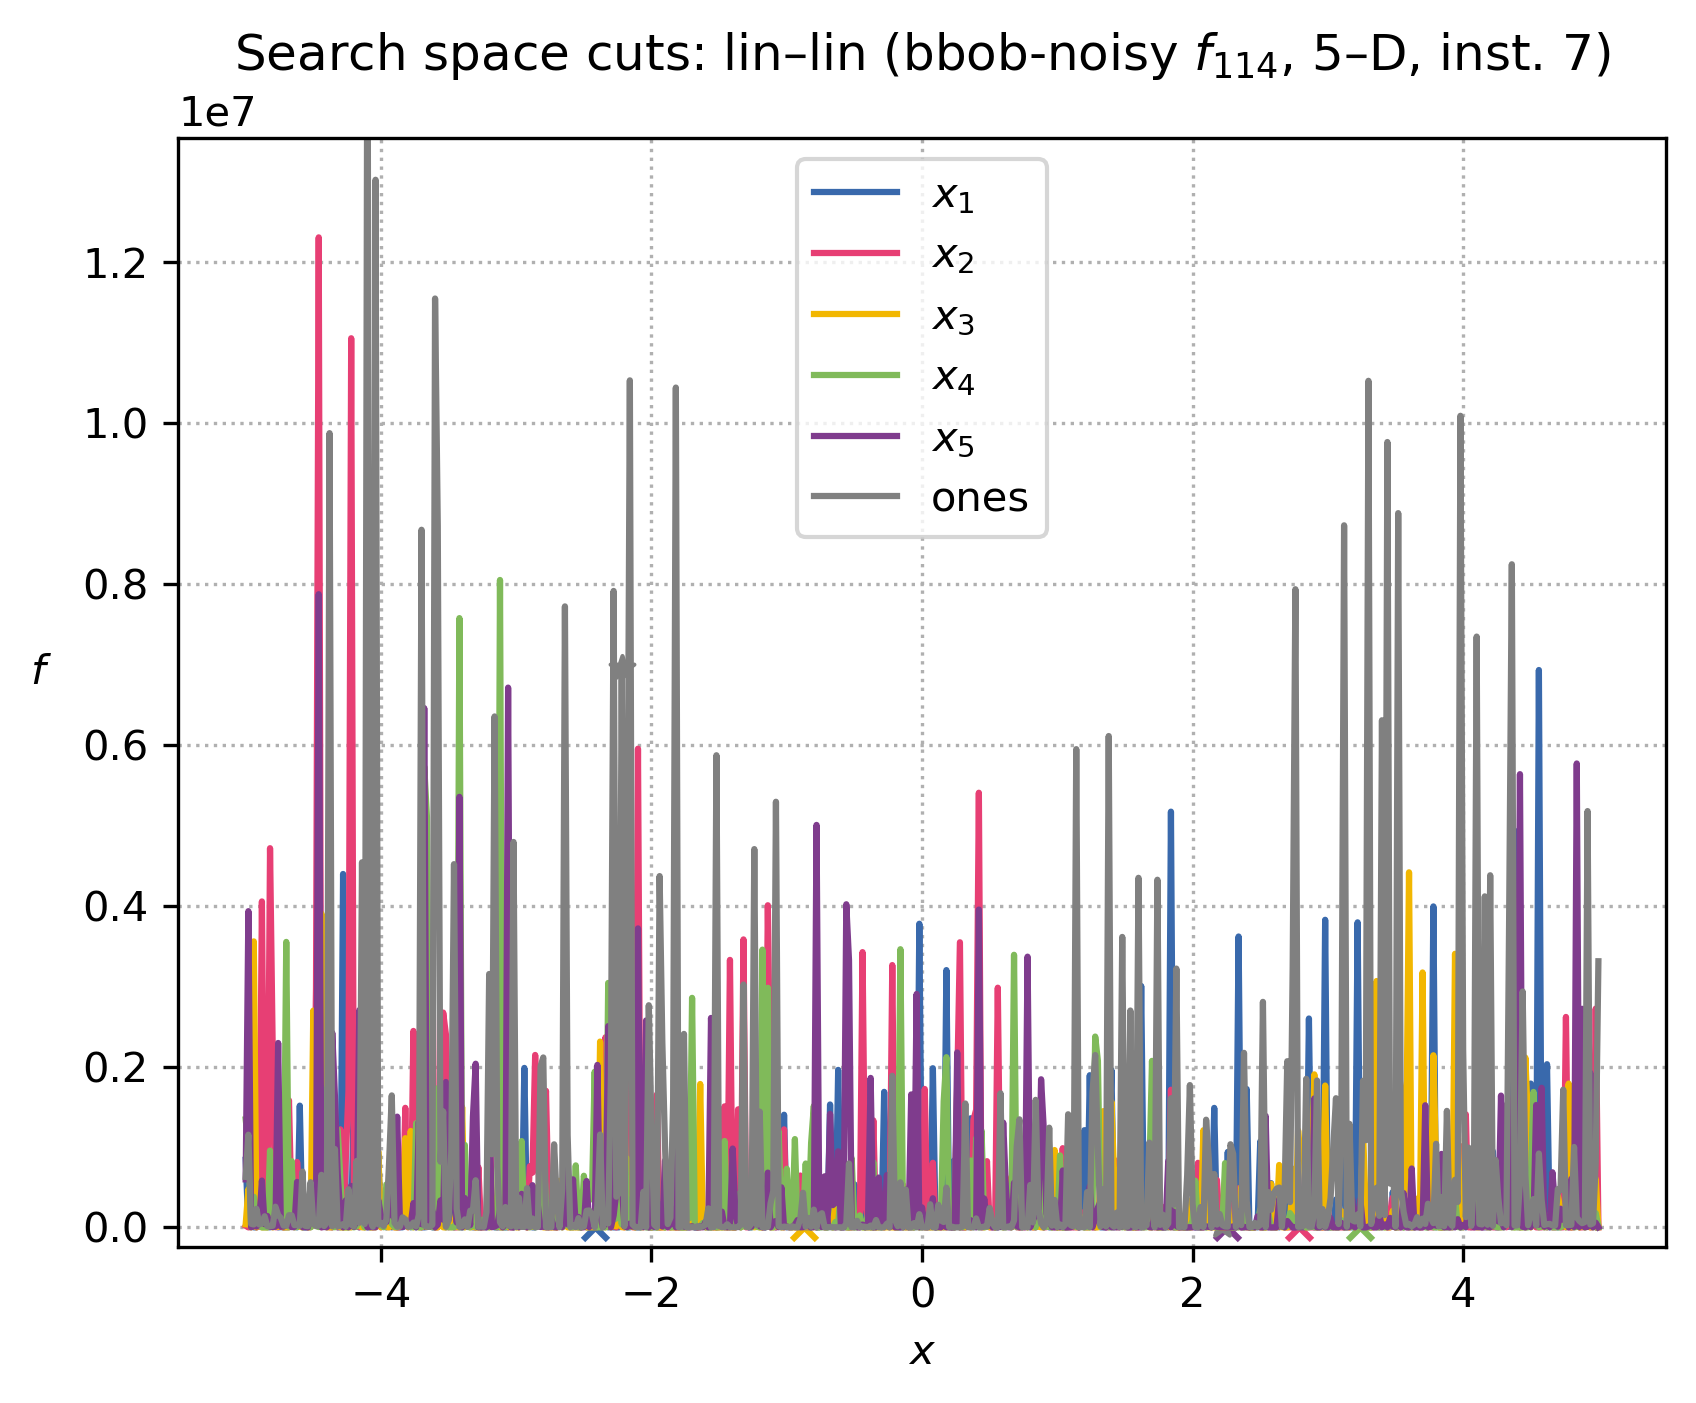 Search space cuts: lin–lin (bbob-noisy f₁₁₄, 5–D, inst. 7)
1e7
1.2
1.0
0.8
0.6
0.4
0.2
0.0
f
x₁
x₂
x₃
x₄
x₅
ones
−4
−2
0
2
4
x